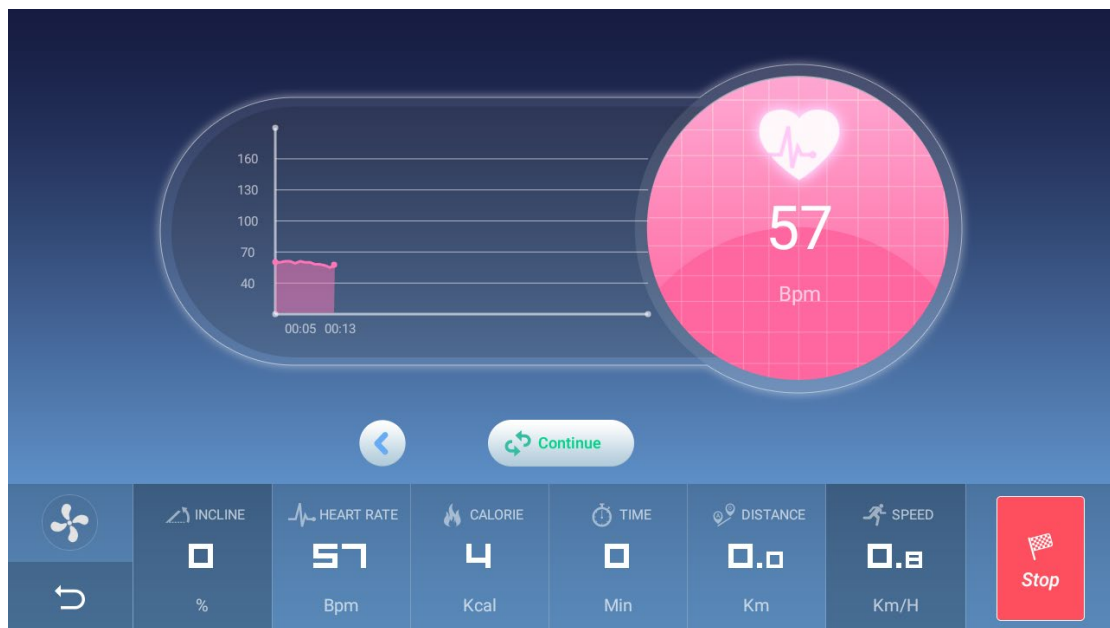 160
130
100
70
40
00:05 00:13
57
Bpm
Continue
INCLINE
0
%
HEART RATE
57
Bpm
CALORIE
4
Kcal
TIME
0
Min
DISTANCE
0.0
Km
SPEED
0.8
Km/H
Stop